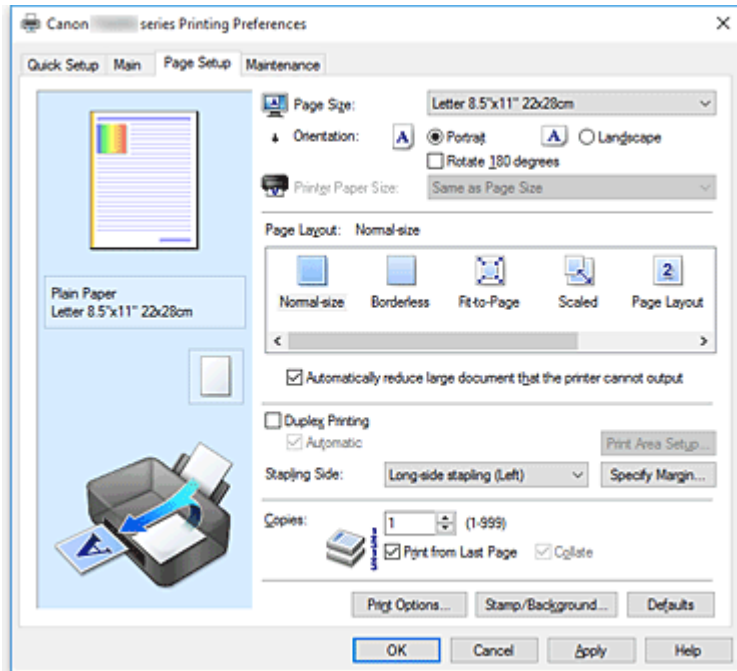 Canon series Printing Preferences
Quick Setup Main Page Setup Maintenance
Page Size: Letter 8.5"x11" 22x28cm
Orientation: A Portrait A Landscape
Rotate 180 degrees
Printer Paper Size: Same as Page Size
Page Layout: Normal-size
2
Normal-size Borderless Fit-to-Page Scaled Page Layout
Plain Paper
Letter 8.5"x11" 22x28cm
Automatically reduce large document that the printer cannot output
Duplex Printing
Automatic Print Area Setup...
Stapling Side: Long-side stapling (Left) Specify Margin...
Copies: 1 (1-999)
Print from Last Page Collate
A
Print Options... Stamp/Background... Defaults
OK Cancel Apply Help